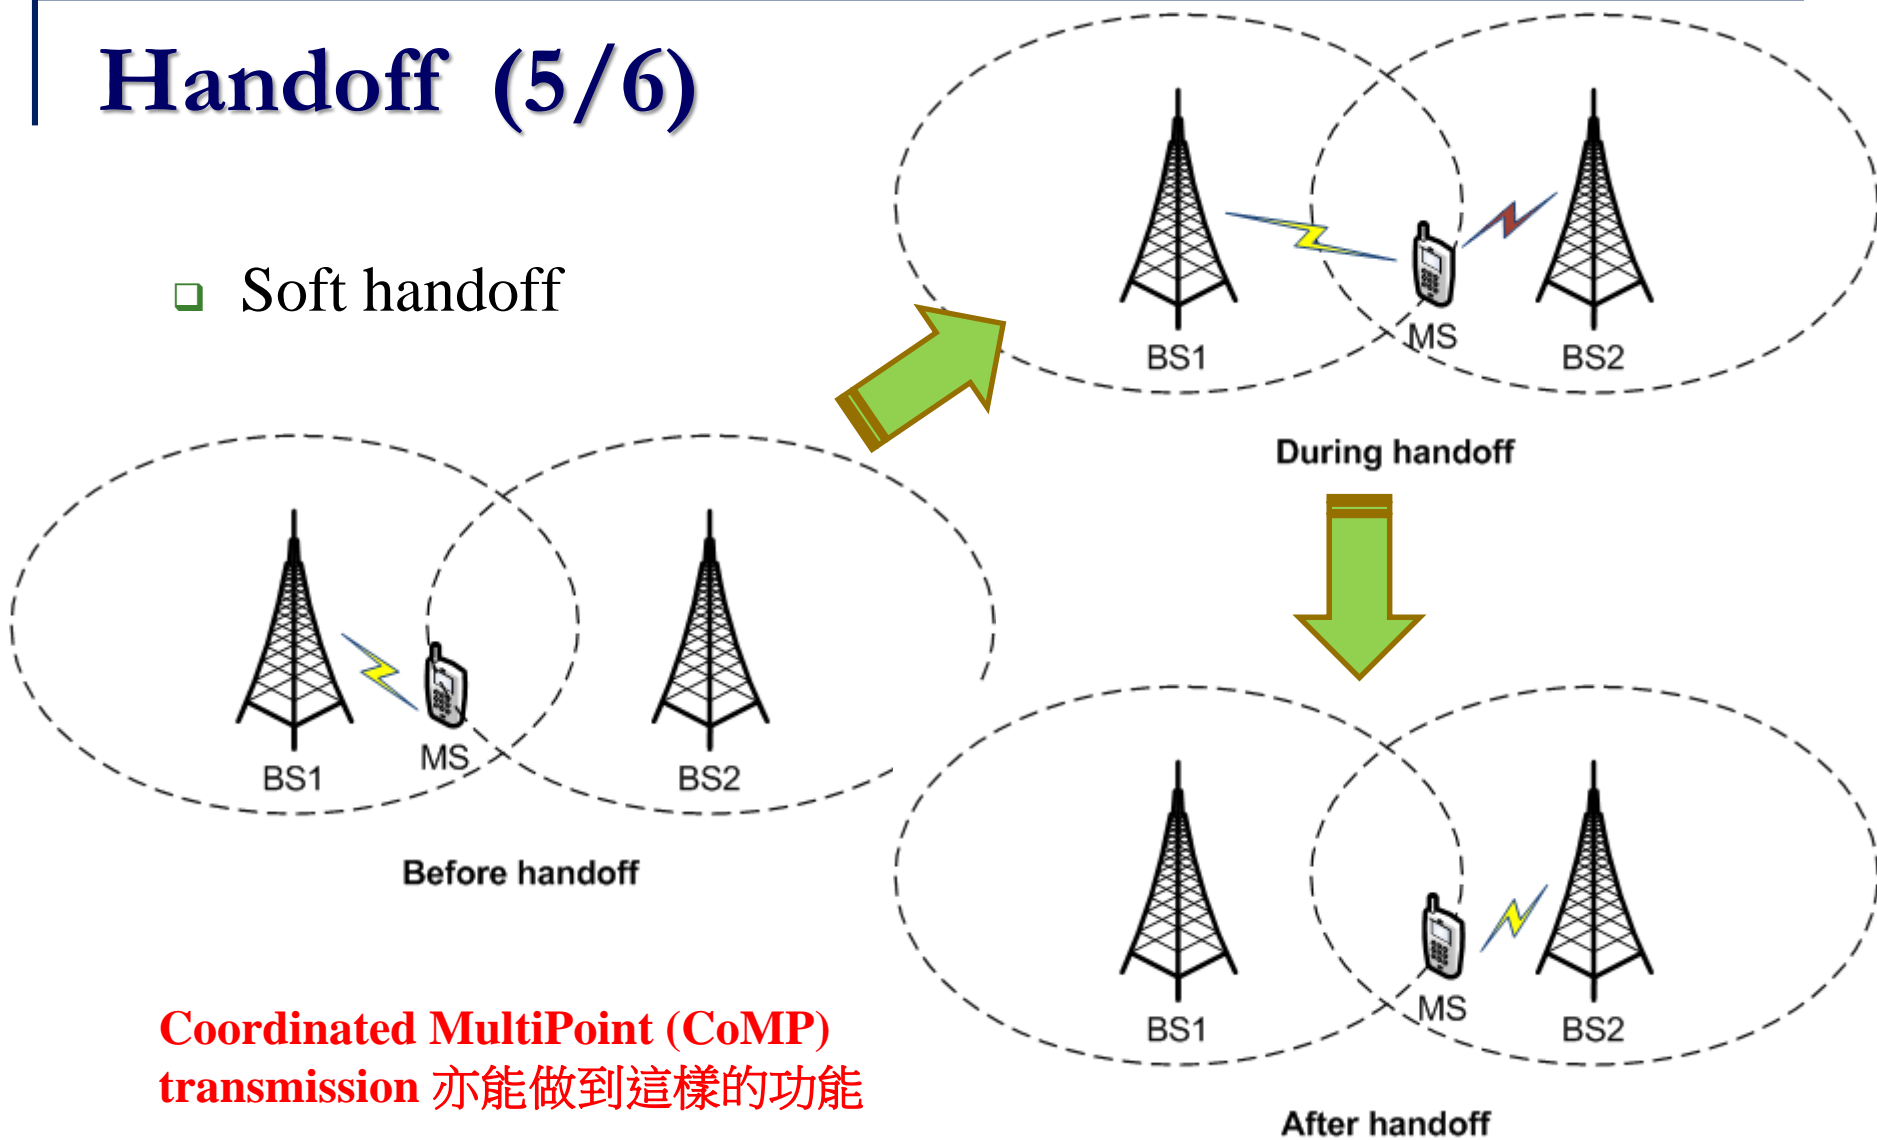 Handoff (5/6)
Soft handoff
BS1
MS
BS2
Before handoff
BS1
MS
BS2
During handoff
BS1
MS
BS2
After handoff
Coordinated MultiPoint (CoMP)
transmission 亦能做到這樣的功能